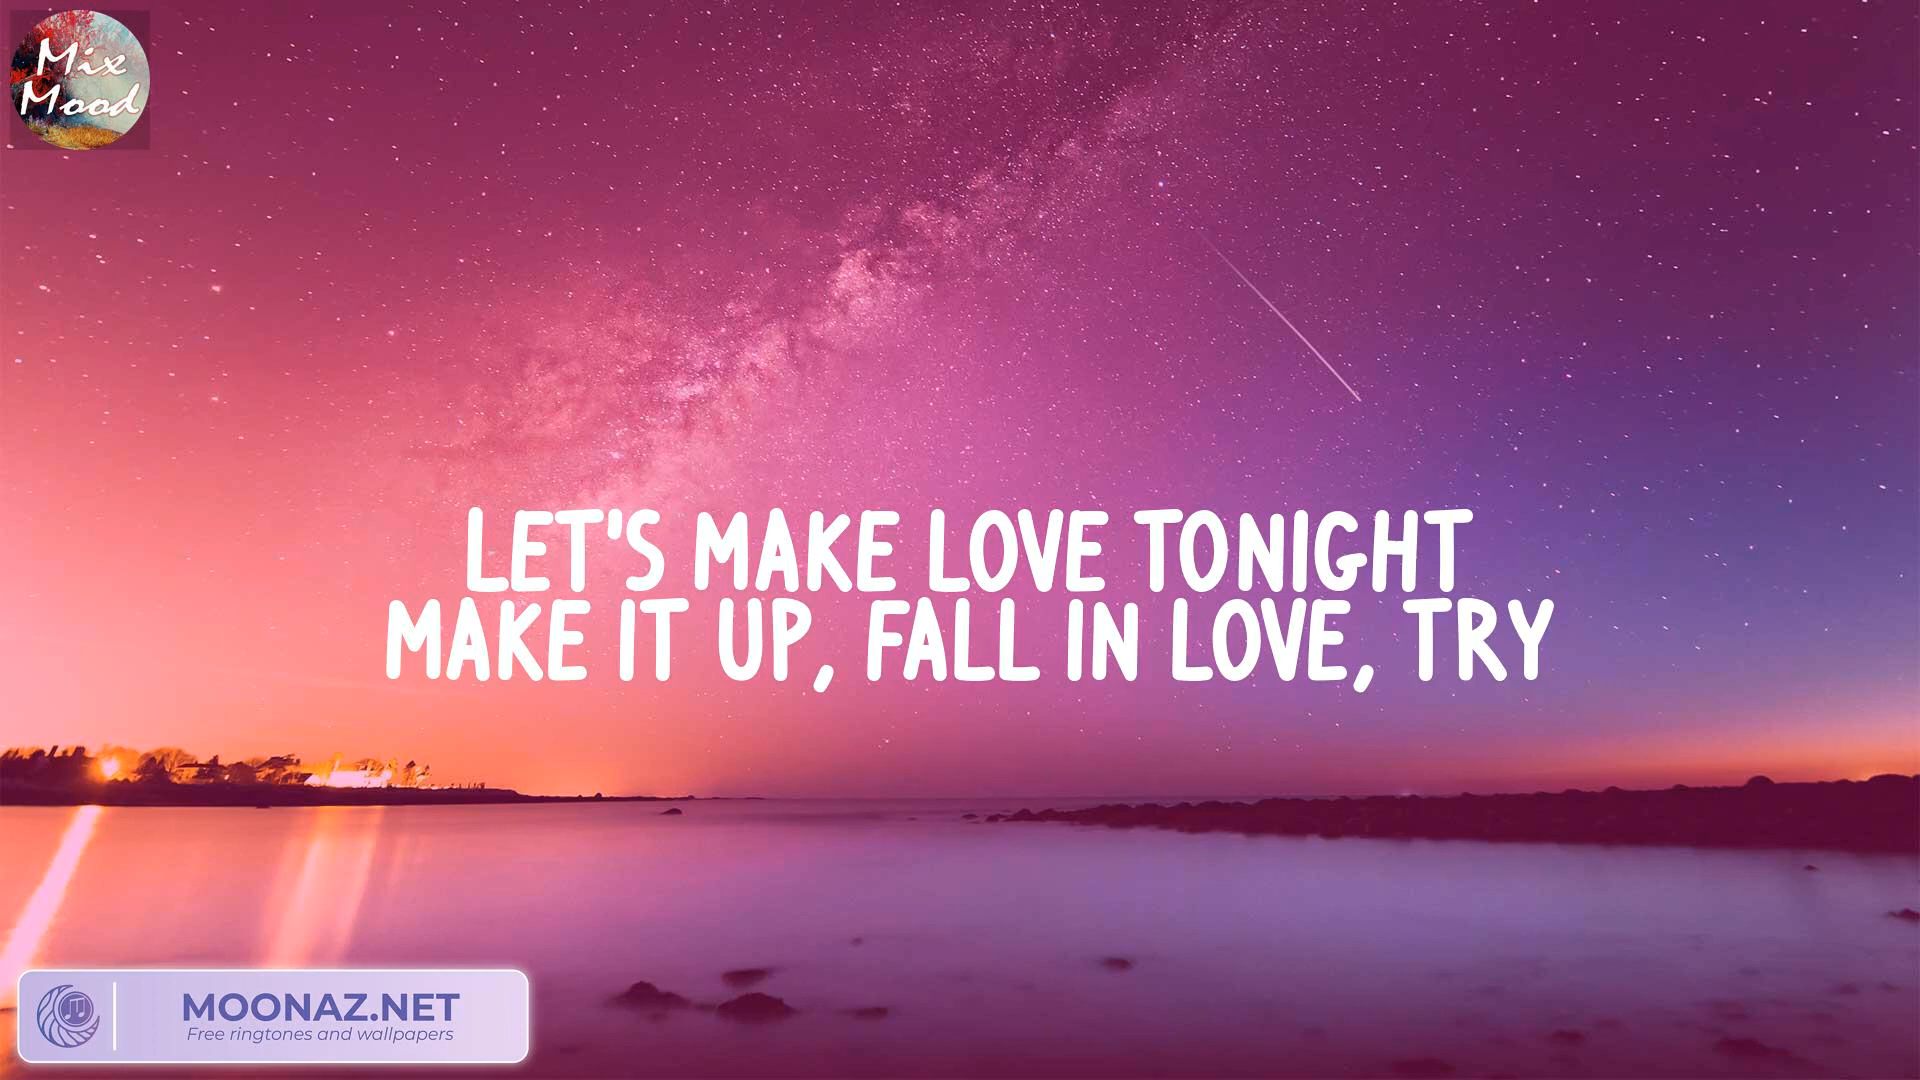 Mix
Mood
LET'S MAKE LOVE TONIGHT
MAKE IT UP, FALL IN LOVE, TRY
MOONAZ.NET
Free ringtones and wallpapers